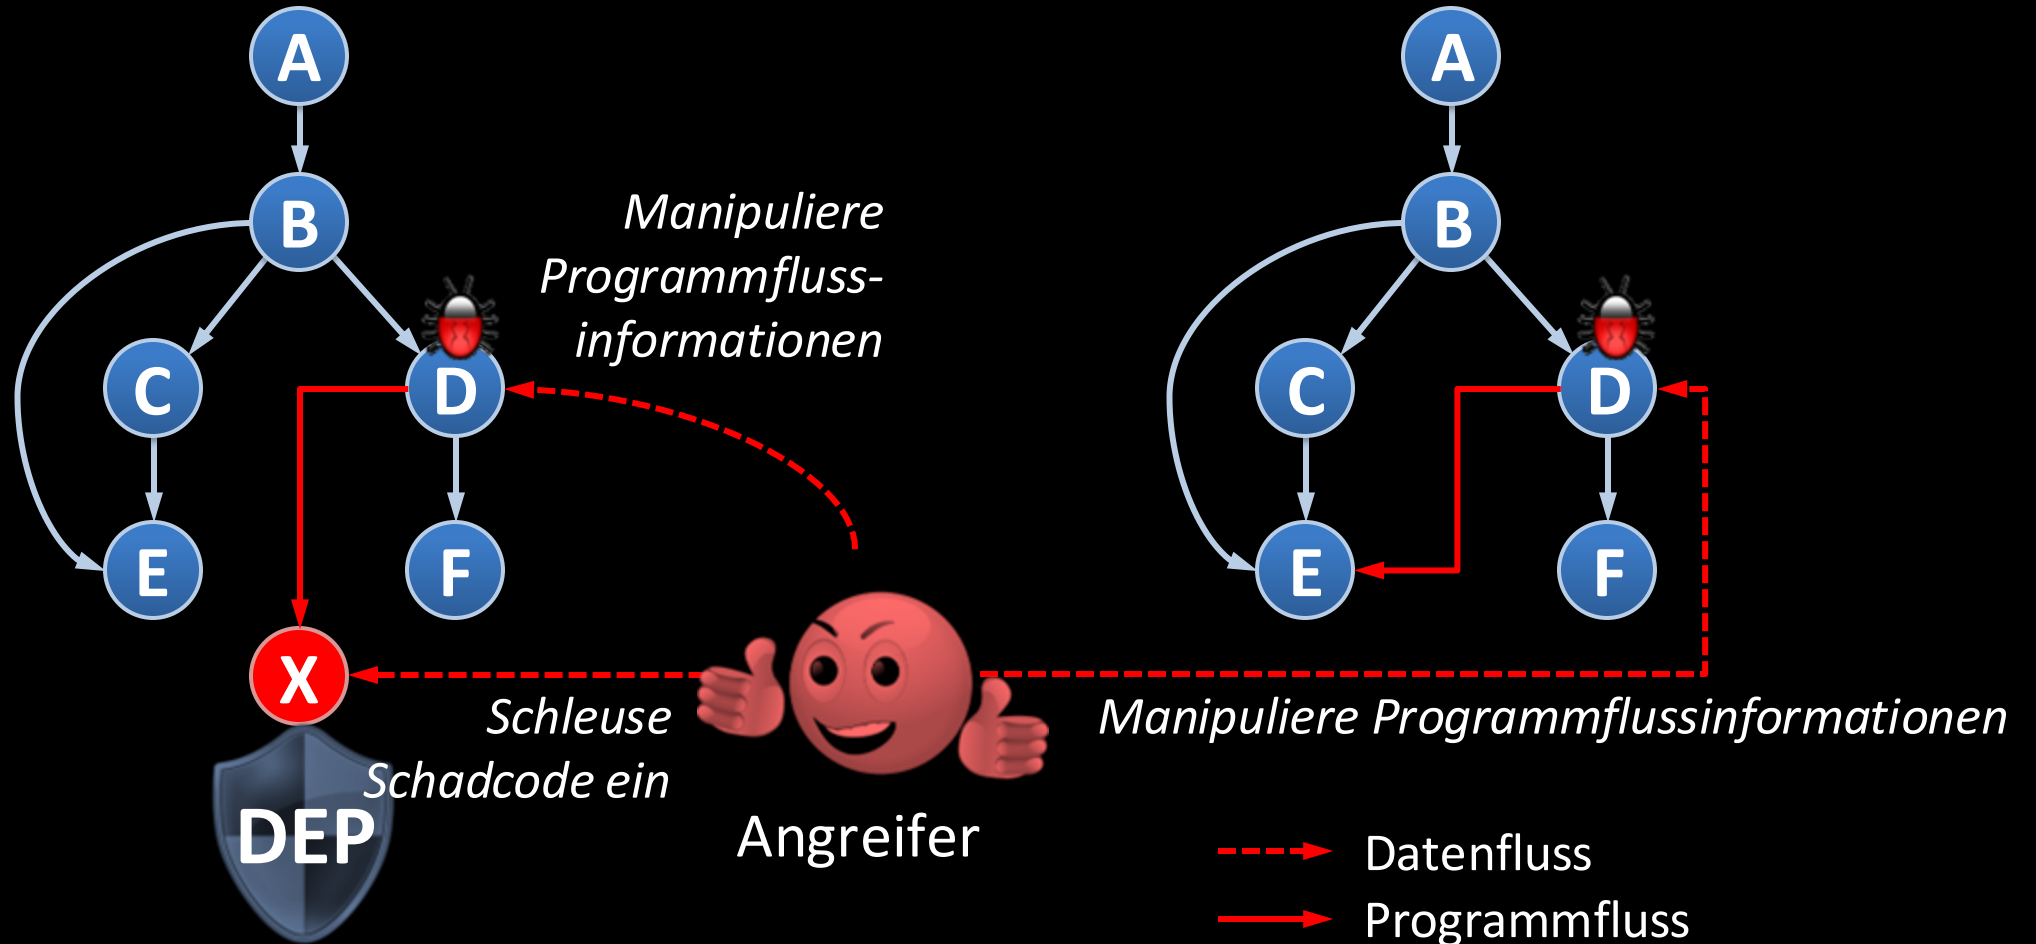 A
B
C
D
E
F
X
DEP
Manipuliere
Programmfluss-
informationen
Schleuse
Schadcode ein
Angreifer
A
B
C
D
E
F
Manipuliere Programmflussinformationen
Datenfluss
Programmfluss